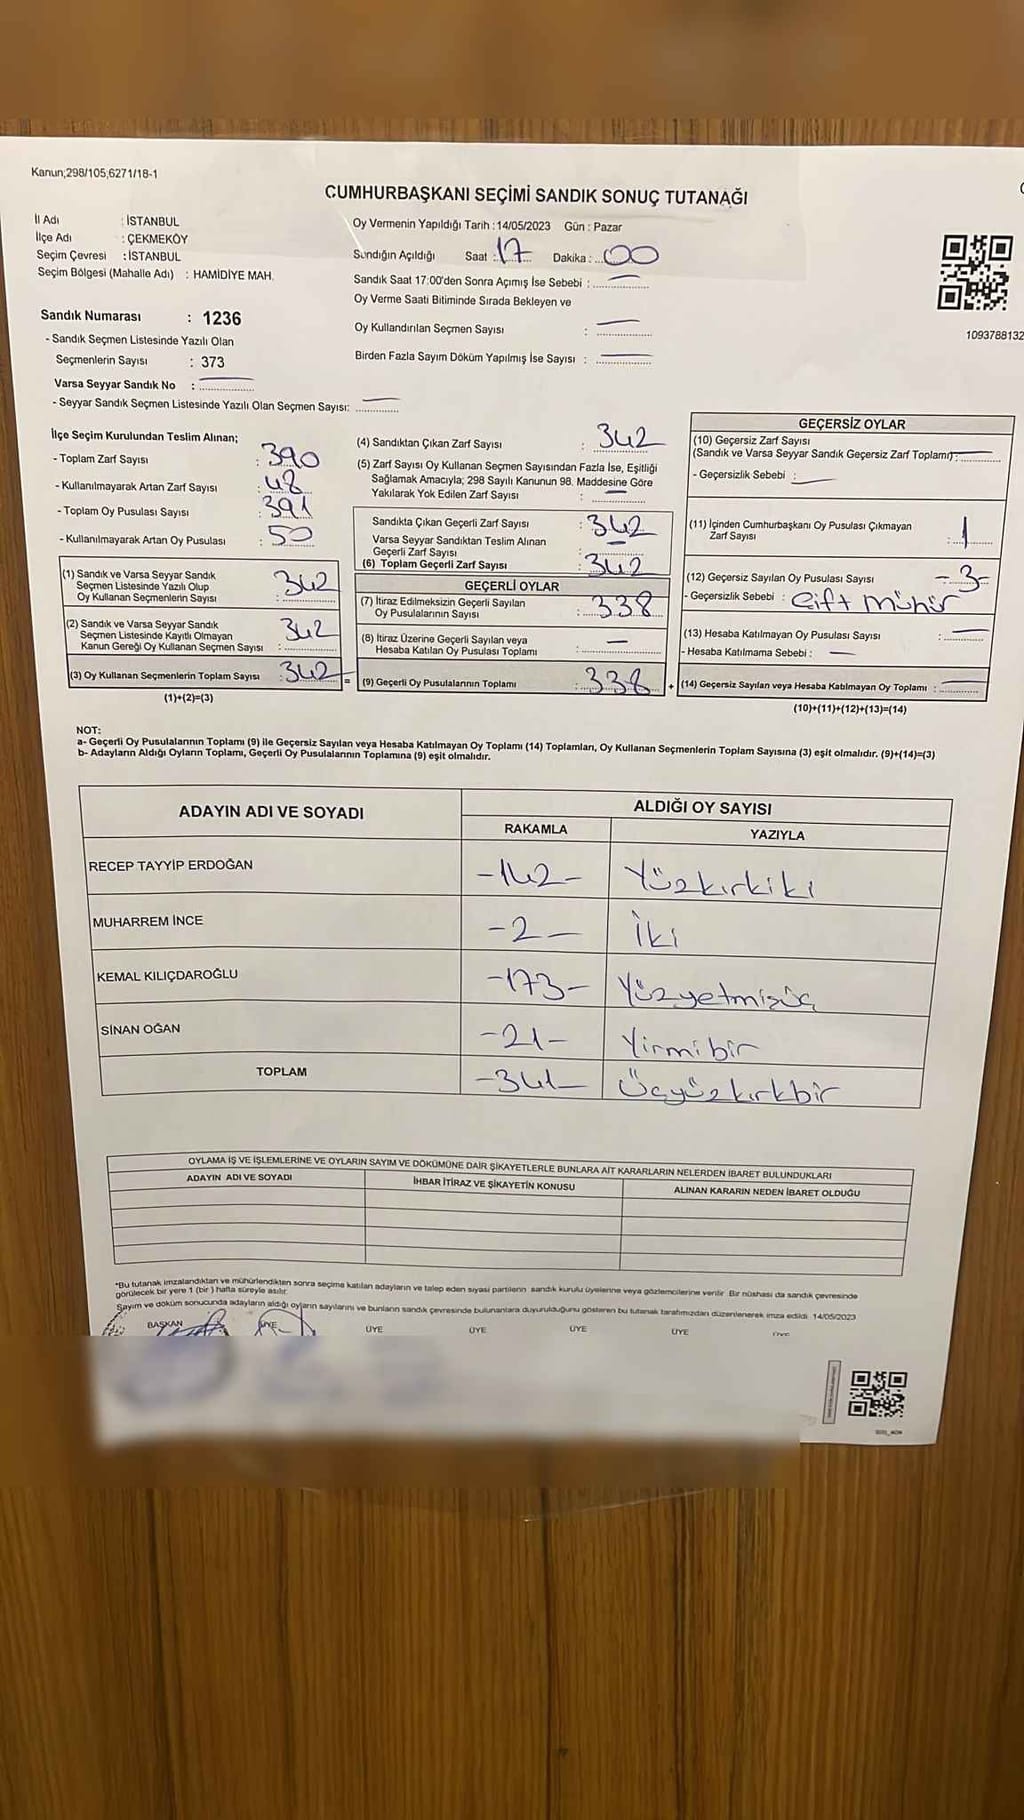 Kanun;298/105,6271/18-1
CUMHURBAŞKANI SEÇİMİ SANDIK SONUÇ TUTANAĞI
İl Adı : İSTANBUL
İlçe Adı : ÇEKMEKÖY
Seçim Çevresi : İSTANBUL
Seçim Bölgesi (Mahalle Adı) : HAMİDİYE MAH.
Oy Vermenin Yapıldığı Tarih :14/05/2023 Gün : Pazar
Sandığın Açıldığı Saat : 17 Dakika : 00
Sandık Saat 17:00'den Sonra Açımış İse Sebebi : —
Oy Verme Saati Bitiminde Sırada Bekleyen ve
Oy Kullandırılan Seçmen Sayısı : —
Birden Fazla Sayım Döküm Yapılmış İse Sayısı : —
1093788132
Sandık Numarası : 1236
- Sandık Seçmen Listesinde Yazılı Olan
Seçmenlerin Sayısı : 373
Varsa Seyyar Sandık No : —
- Seyyar Sandık Seçmen Listesinde Yazılı Olan Seçmen Sayısı: —
İlçe Seçim Kurulundan Teslim Alınan;
- Toplam Zarf Sayısı : 390
- Kullanılmayarak Artan Zarf Sayısı : 48
- Toplam Oy Pusulası Sayısı : 391
- Kullanılmayarak Artan Oy Pusulası : 50
(1) Sandık ve Varsa Seyyar Sandık
Seçmen Listesinde Yazılı Olup
Oy Kullanan Seçmenlerin Sayısı : 342
(2) Sandık ve Varsa Seyyar Sandık
Seçmen Listesinde Kayıtlı Olmayan
Kanun Gereği Oy Kullanan Seçmen Sayısı : 342
(3) Oy Kullanan Seçmenlerin Toplam Sayısı : 342 =
(1)+(2)=(3)
(4) Sandıktan Çıkan Zarf Sayısı : 342
(5) Zarf Sayısı Oy Kullanan Seçmen Sayısından Fazla İse, Eşitliği
Sağlamak Amacıyla; 298 Sayılı Kanunun 98. Maddesine Göre
Yakılarak Yok Edilen Zarf Sayısı : —
Sandıkta Çıkan Geçerli Zarf Sayısı : 342
Varsa Seyyar Sandıktan Teslim Alınan
Geçerli Zarf Sayısı : —
(6) Toplam Geçerli Zarf Sayısı : 342
GEÇERLİ OYLAR
(7) İtiraz Edilmeksizin Geçerli Sayılan
Oy Pusulalarının Sayısı : 338
(8) İtiraz Üzerine Geçerli Sayılan veya
Hesaba Katılan Oy Pusulası Toplamı : —
(9) Geçerli Oy Pusulalarının Toplamı : 338 +
GEÇERSİZ OYLAR
(10) Geçersiz Zarf Sayısı
(Sandık ve Varsa Seyyar Sandık Geçersiz Zarf Toplamı) : —
- Geçersizlik Sebebi : —
(11) İçinden Cumhurbaşkanı Oy Pusulası Çıkmayan
Zarf Sayısı : 1
(12) Geçersiz Sayılan Oy Pusulası Sayısı -3-
- Geçersizlik Sebebi : Çift mühür
(13) Hesaba Katılmayan Oy Pusulası Sayısı : —
- Hesaba Katılmama Sebebi : —
(14) Geçersiz Sayılan veya Hesaba Katılmayan Oy Toplamı : —
(10)+(11)+(12)+(13)=(14)
NOT:
a- Geçerli Oy Pusulalarının Toplamı (9) ile Geçersiz Sayılan veya Hesaba Katılmayan Oy Toplamı (14) Toplamları, Oy Kullanan Seçmenlerin Toplam Sayısına (3) eşit olmalıdır. (9)+(14)=(3)
b- Adayların Aldığı Oyların Toplamı, Geçerli Oy Pusulalarının Toplamına (9) eşit olmalıdır.
ADAYIN ADI VE SOYADI ALDIĞI OY SAYISI
RAKAMLA YAZIYLA
RECEP TAYYİP ERDOĞAN -142- Yüzkırkiki
MUHARREM İNCE -2- İki
KEMAL KILIÇDAROĞLU -173- Yüzyetmişüç
SİNAN OĞAN -21- Yirmibir
TOPLAM -341- Üçyüzkırkbir
OYLAMA İŞ VE İŞLEMLERİNE VE OYLARIN SAYIM VE DÖKÜMÜNE DAİR ŞİKAYETLERLE BUNLARA AİT KARARLARIN NELERDEN İBARET BULUNDUKLARI
ADAYIN ADI VE SOYADI İHBAR İTİRAZ VE ŞİKAYETİN KONUSU ALINAN KARARIN NEDEN İBARET OLDUĞU
*Bu tutanak imzalandıktan ve mühürlendikten sonra seçime katılan adayların ve talep eden siyasi partilerin sandık kurulu üyelerine veya gözlemcilerine verilir. Bir nüshası da sandık çevresinde
görülecek bir yere 1 (bir) hafta süreyle asılır.
Sayım ve döküm sonucunda adayların aldığı oyların sayılarını ve bunların sandık çevresinde bulunanlara duyurulduğunu gösteren bu tutanak tarafımızdan düzenlenerek imza edildi. 14/05/2023
BAŞKAN ÜYE ÜYE ÜYE ÜYE ÜYE ÜYE